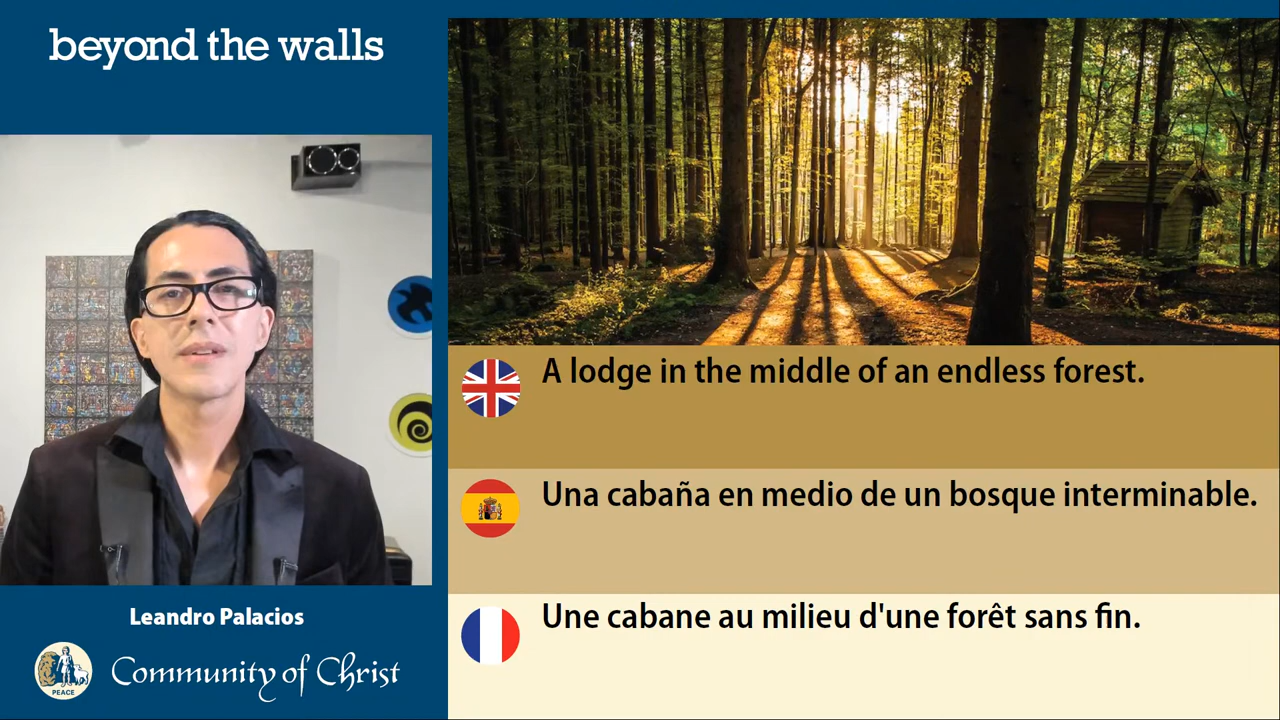 beyond the walls
A lodge in the middle of an endless forest.
Una cabaña en medio de un bosque interminable.
Une cabane au milieu d'une forêt sans fin.
Leandro Palacios
PEACE
Community of Christ